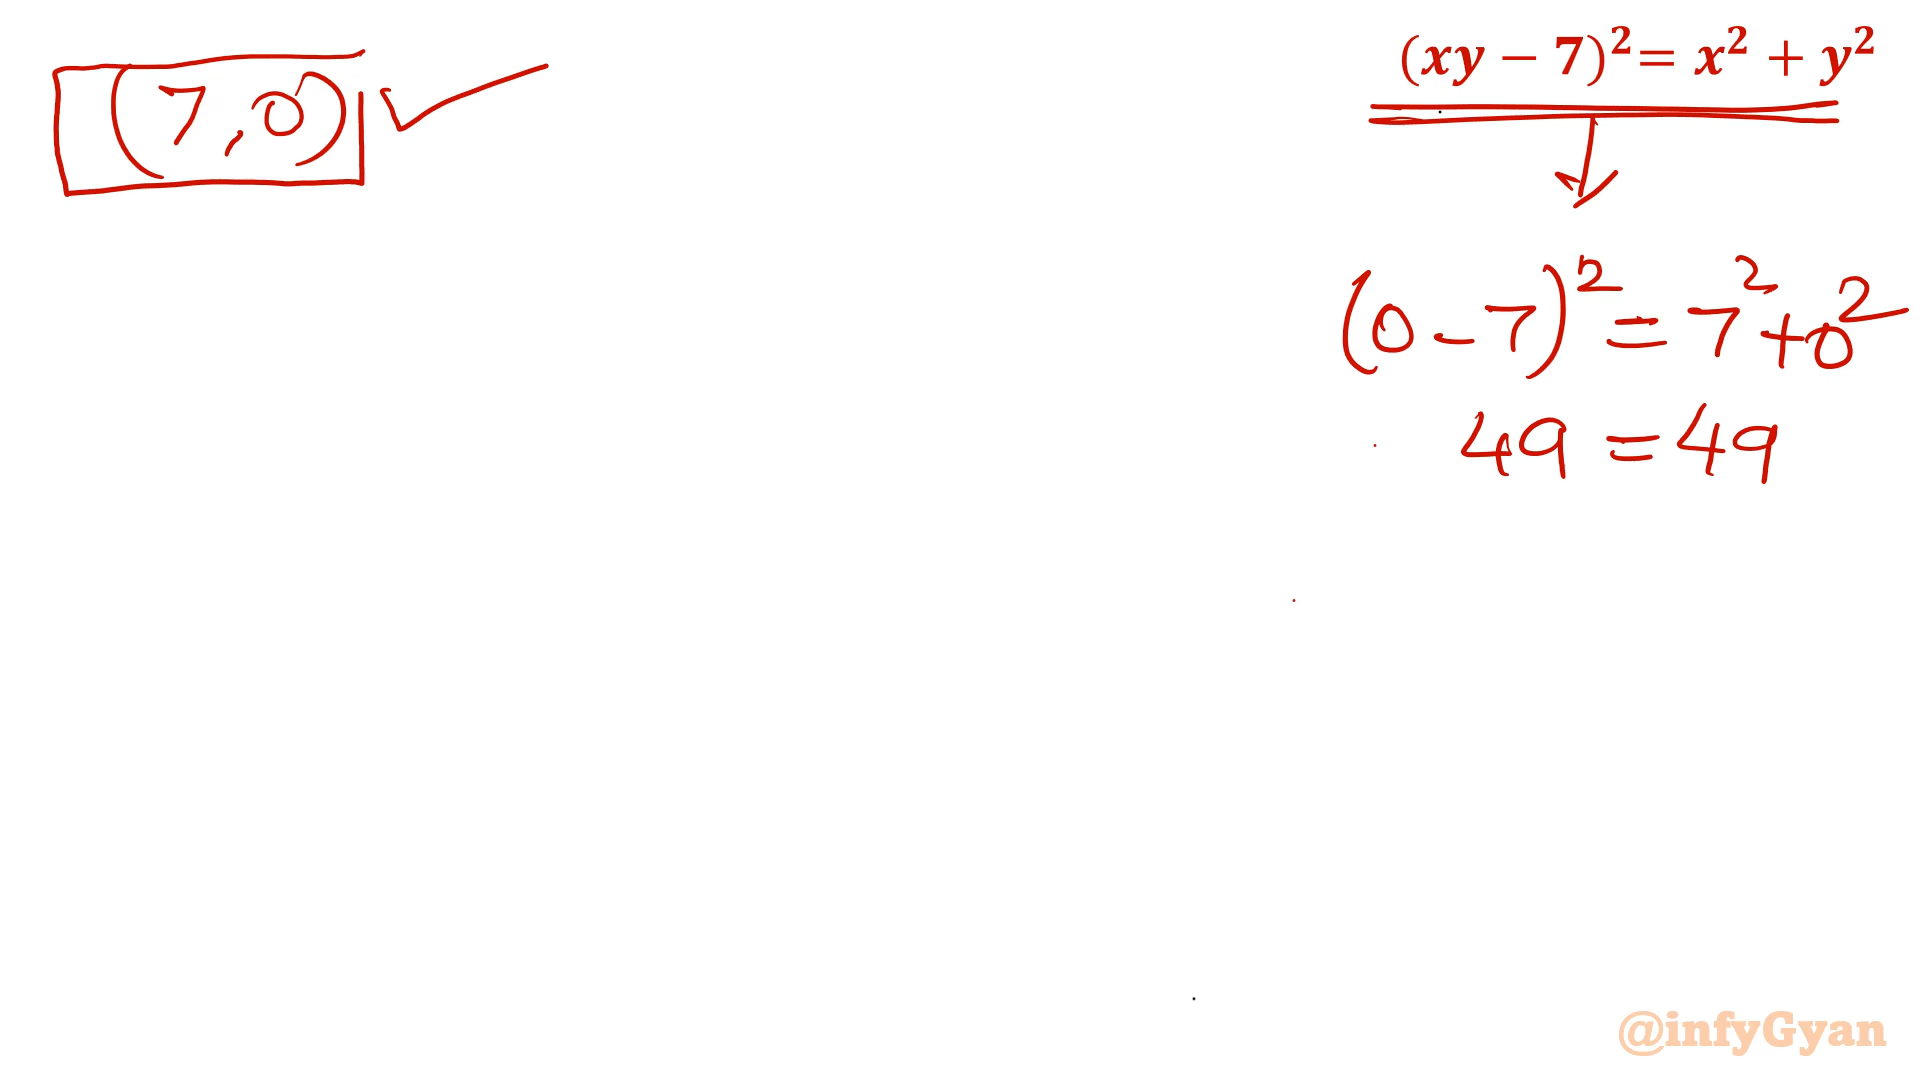 (7, 0)
(xy − 7)² = x² + y²
(0 − 7)² = 7² + 0²
49 = 49
@infyGyan